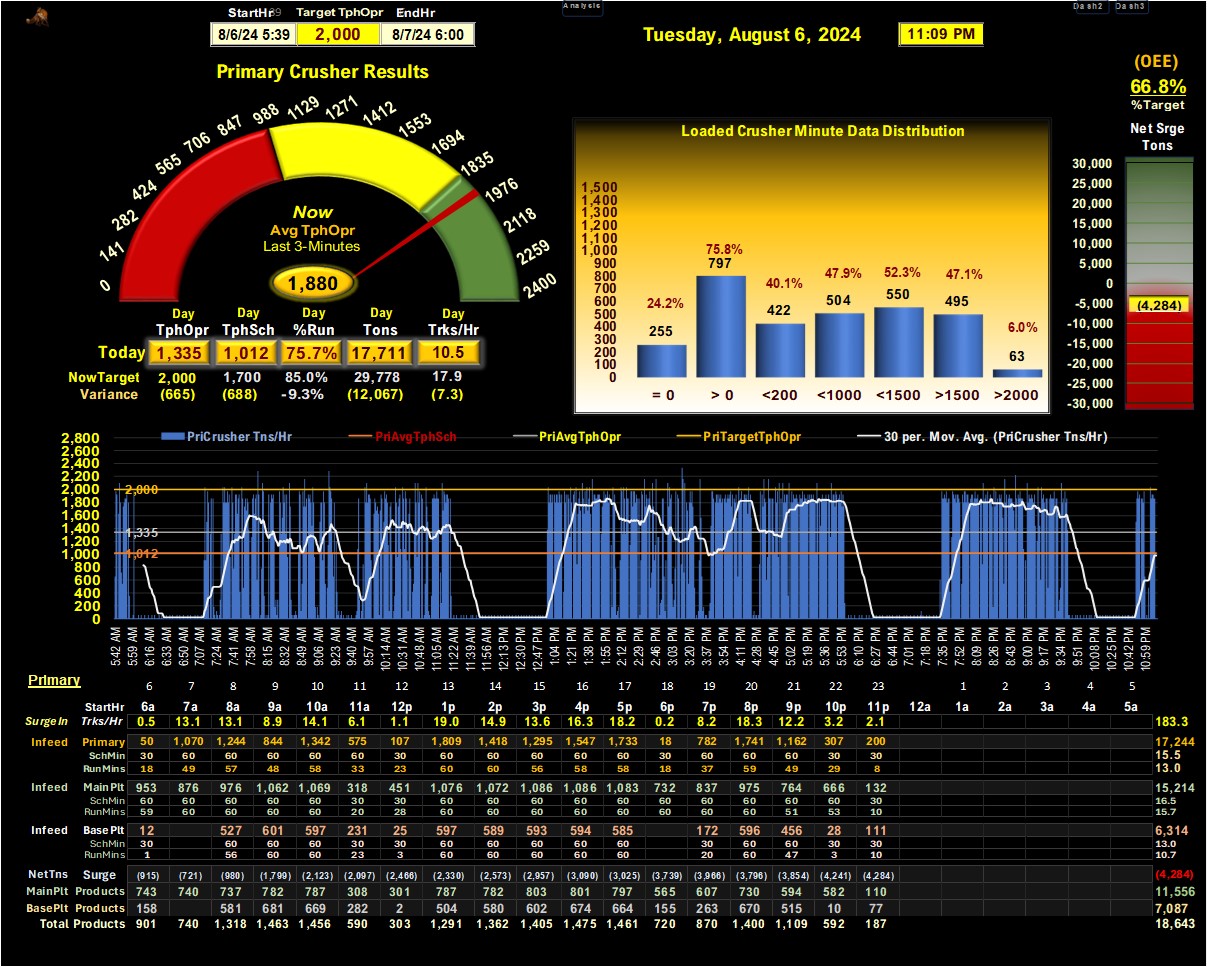 Analysis
Dash2 Dash3
StartHr Target TphOpr EndHr
8/6/24 5:39 2,000 8/7/24 6:00
Tuesday, August 6, 2024 11:09 PM
(OEE)
66.8%
%Target
Primary Crusher Results
Net Srge
Tons
0 141 282 424 565 706 847 988 1129 1271 1412 1553 1694 1835 1976 2118 2259 2400
Now
Avg TphOpr
Last 3-Minutes
1,880
Day Day Day Day Day
TphOpr TphSch %Run Tons Trks/Hr
Today 1,335 1,012 75.7% 17,711 10.5
NowTarget 2,000 1,700 85.0% 29,778 17.9
Variance (665) (688) -9.3% (12,067) (7.3)
Loaded Crusher Minute Data Distribution
1,500
1,400
1,300
1,200
1,100
1,000
900
800
700
600
500
400
300
200
100
0
24.2% 75.8% 40.1% 47.9% 52.3% 47.1% 6.0%
255 797 422 504 550 495 63
= 0 > 0 <200 <1000 <1500 >1500 >2000
30,000
25,000
20,000
15,000
10,000
5,000
0
-5,000
(4,284)
-10,000
-15,000
-20,000
-25,000
-30,000
PriCrusher Tns/Hr PriAvgTphSch PriAvgTphOpr PriTargetTphOpr 30 per. Mov. Avg. (PriCrusher Tns/Hr)
2,800
2,600
2,400
2,200
2,000
1,800
1,600
1,400
1,200
1,000
800
600
400
200
0
2,000
1,335
1,012
5:42 AM 5:59 AM 6:16 AM 6:33 AM 6:50 AM 7:07 AM 7:24 AM 7:41 AM 7:58 AM 8:15 AM 8:32 AM 8:49 AM 9:06 AM 9:23 AM 9:40 AM 9:57 AM 10:14 AM 10:31 AM 10:48 AM 11:05 AM 11:22 AM 11:39 AM 11:56 AM 12:13 PM 12:30 PM 12:47 PM 1:04 PM 1:21 PM 1:38 PM 1:55 PM 2:12 PM 2:29 PM 2:46 PM 3:03 PM 3:20 PM 3:37 PM 3:54 PM 4:11 PM 4:28 PM 4:45 PM 5:02 PM 5:19 PM 5:36 PM 5:53 PM 6:10 PM 6:27 PM 6:44 PM 7:01 PM 7:18 PM 7:35 PM 7:52 PM 8:09 PM 8:26 PM 8:43 PM 9:00 PM 9:17 PM 9:34 PM 9:51 PM 10:08 PM 10:25 PM 10:42 PM 10:59 PM
Primary
6 7 8 9 10 11 12 13 14 15 16 17 18 19 20 21 22 23 1 2 3 4 5
StartHr 6a 7a 8a 9a 10a 11a 12p 1p 2p 3p 4p 5p 6p 7p 8p 9p 10p 11p 12a 1a 2a 3a 4a 5a
SurgeIn Trks/Hr 0.5 13.1 13.1 8.9 14.1 6.1 1.1 19.0 14.9 13.6 16.3 18.2 0.2 8.2 18.3 12.2 3.2 2.1 183.3
Infeed Primary 50 1,070 1,244 844 1,342 575 107 1,809 1,418 1,295 1,547 1,733 18 782 1,741 1,162 307 200 17,244
SchMin 30 60 60 60 60 30 30 60 60 60 60 60 30 60 60 60 60 30 15.5
RunMins 18 49 57 48 58 33 23 60 60 56 58 58 18 37 59 49 29 8 13.0
Infeed MainPlt 953 876 976 1,062 1,069 318 451 1,076 1,072 1,086 1,086 1,083 732 837 975 764 666 132 15,214
SchMin 60 60 60 60 60 30 30 60 60 60 60 60 60 60 60 60 60 30 16.5
RunMins 59 60 60 60 60 20 28 60 60 60 60 60 60 60 60 51 53 10 15.7
Infeed BasePlt 12 527 601 597 231 25 597 589 593 594 585 172 596 456 28 111 6,314
SchMin 30 60 60 60 30 30 60 60 60 60 60 30 60 60 60 30 13.0
RunMins 1 56 60 60 23 3 60 60 60 60 60 20 60 47 3 10 10.7
NetTns Surge (915) (721) (980) (1,799) (2,123) (2,097) (2,466) (2,330) (2,573) (2,957) (3,090) (3,025) (3,739) (3,966) (3,796) (3,854) (4,241) (4,284) (4,284)
MainPlt Products 743 740 737 782 787 308 301 787 782 803 801 797 565 607 730 594 582 110 11,556
BasePlt Products 158 581 681 669 282 2 504 580 602 674 664 155 263 670 515 10 77 7,087
Total Products 901 740 1,318 1,463 1,456 590 303 1,291 1,362 1,405 1,475 1,461 720 870 1,400 1,109 592 187 18,643